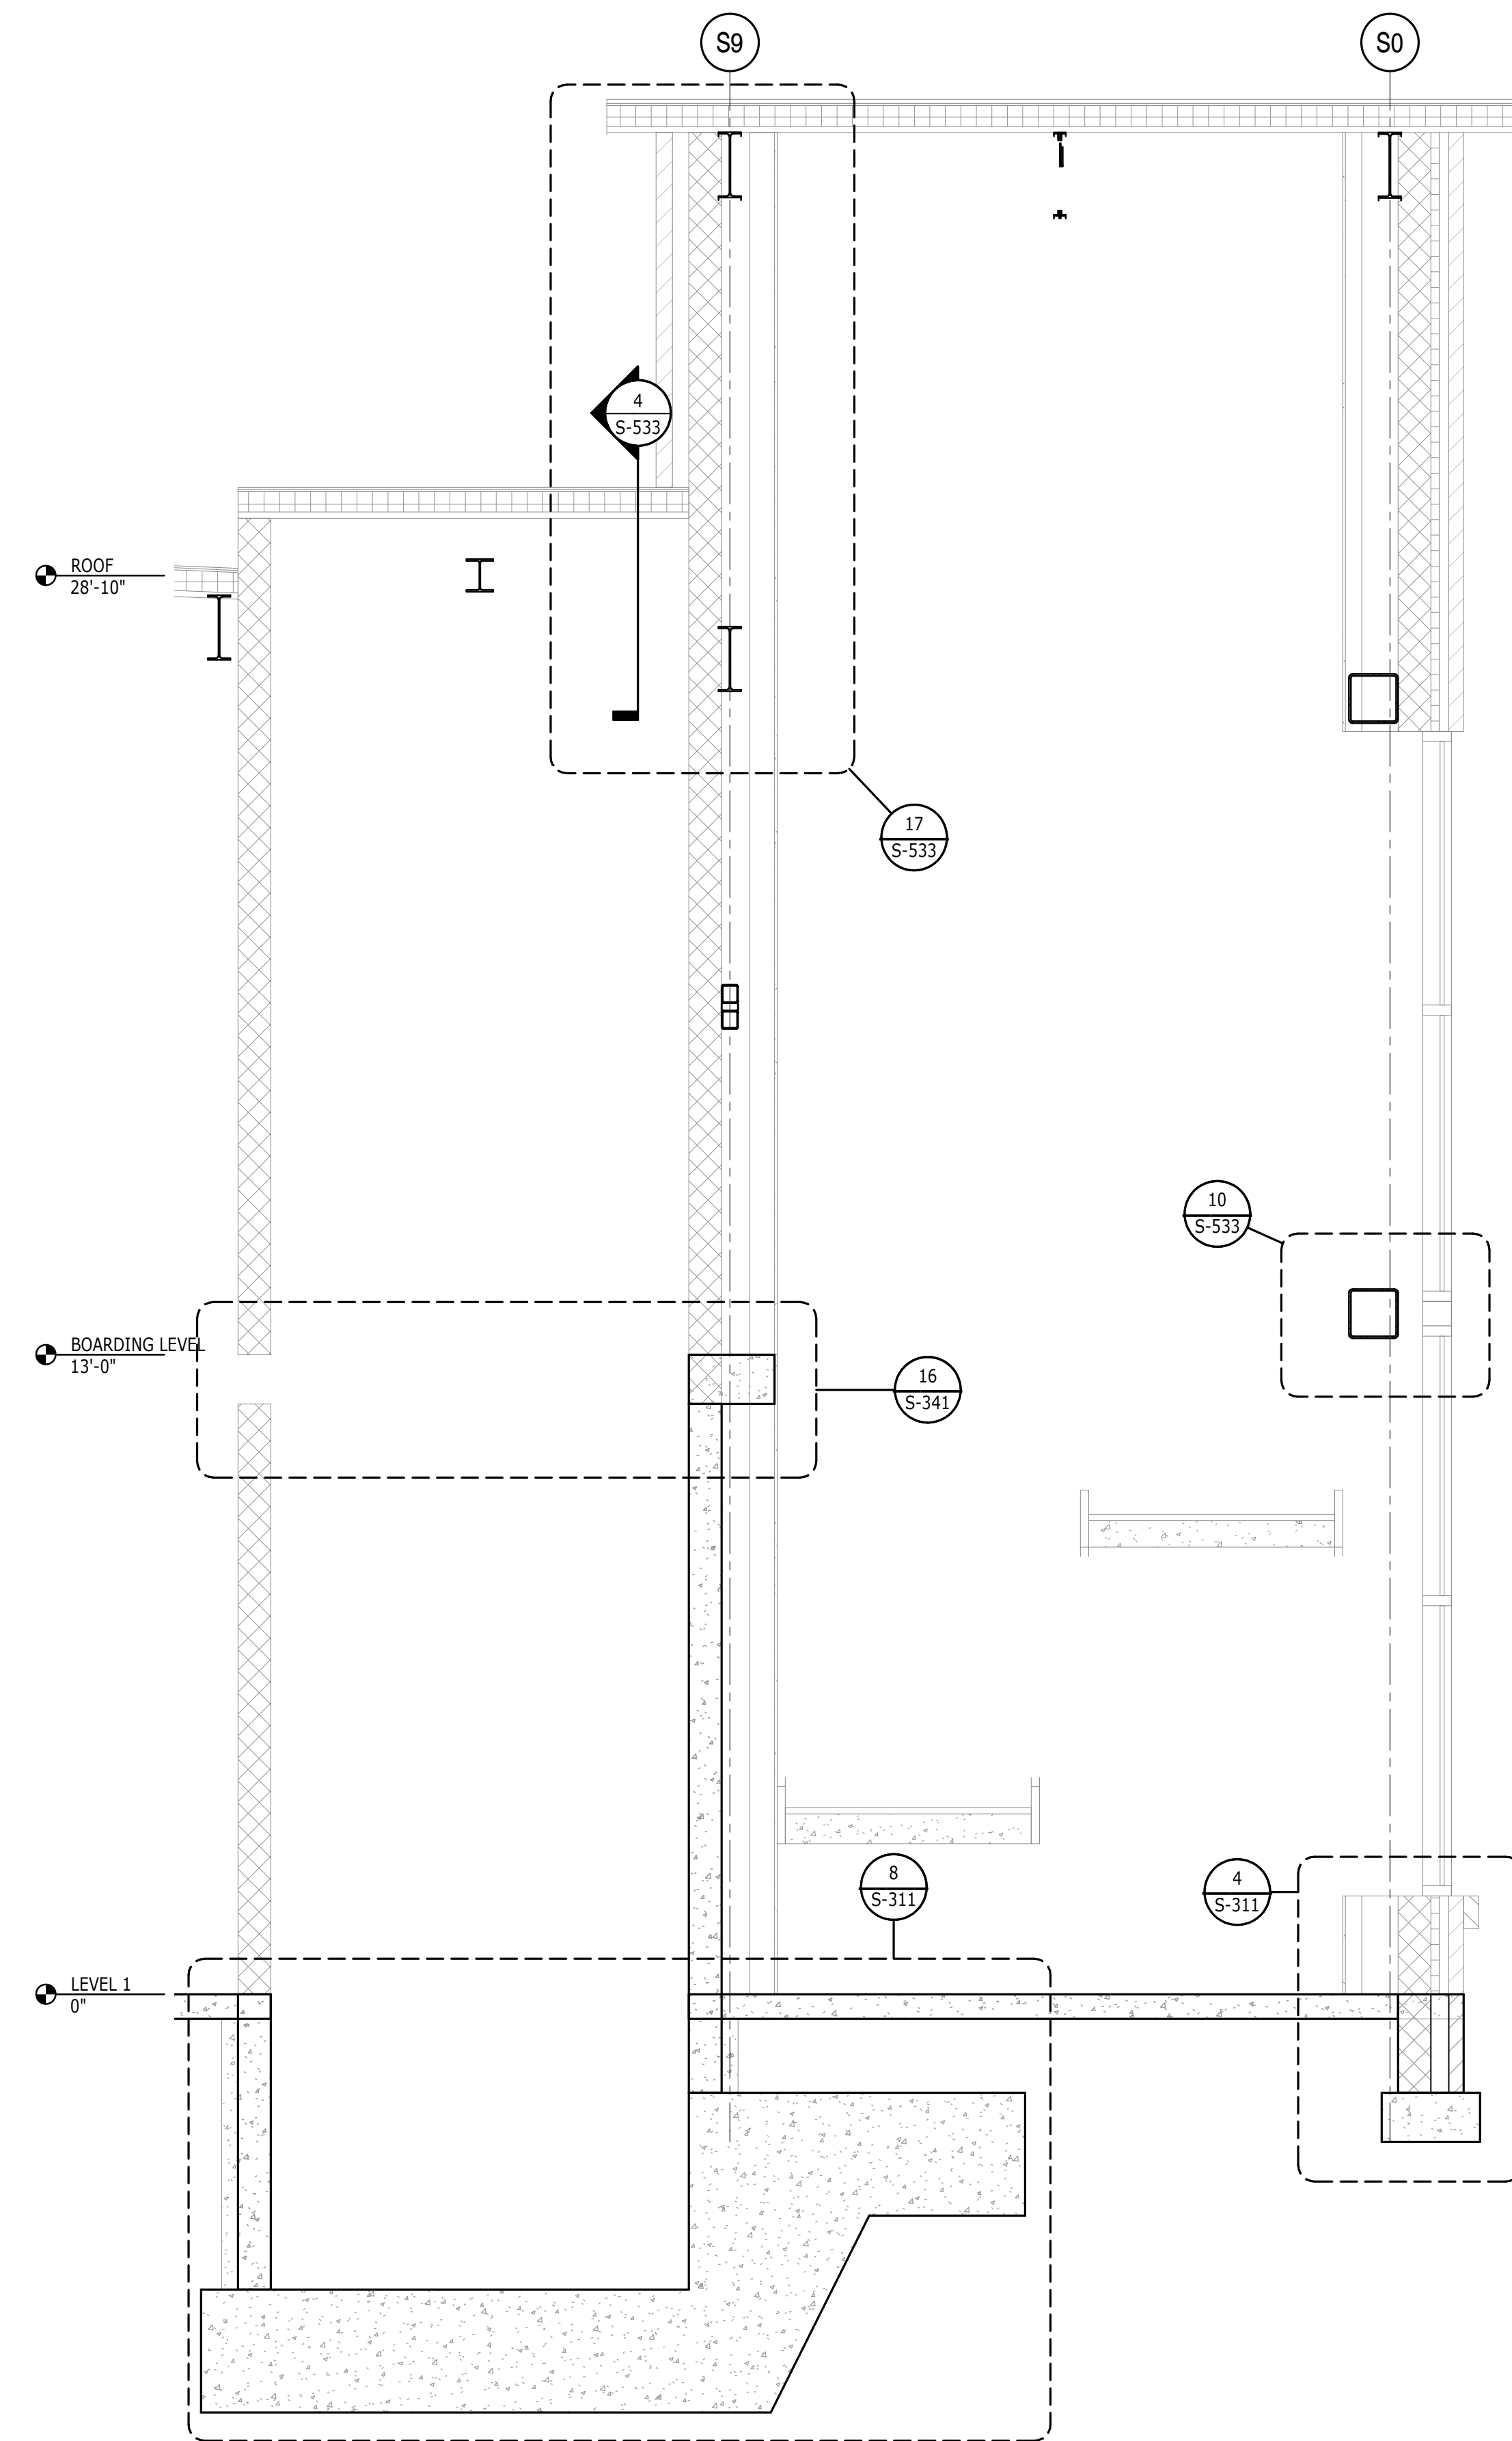 S9
S0
4
S-533
ROOF
28'-10"
17
S-533
10
S-533
BOARDING LEVEL
13'-0"
16
S-341
8
S-311
4
S-311
LEVEL 1
0"